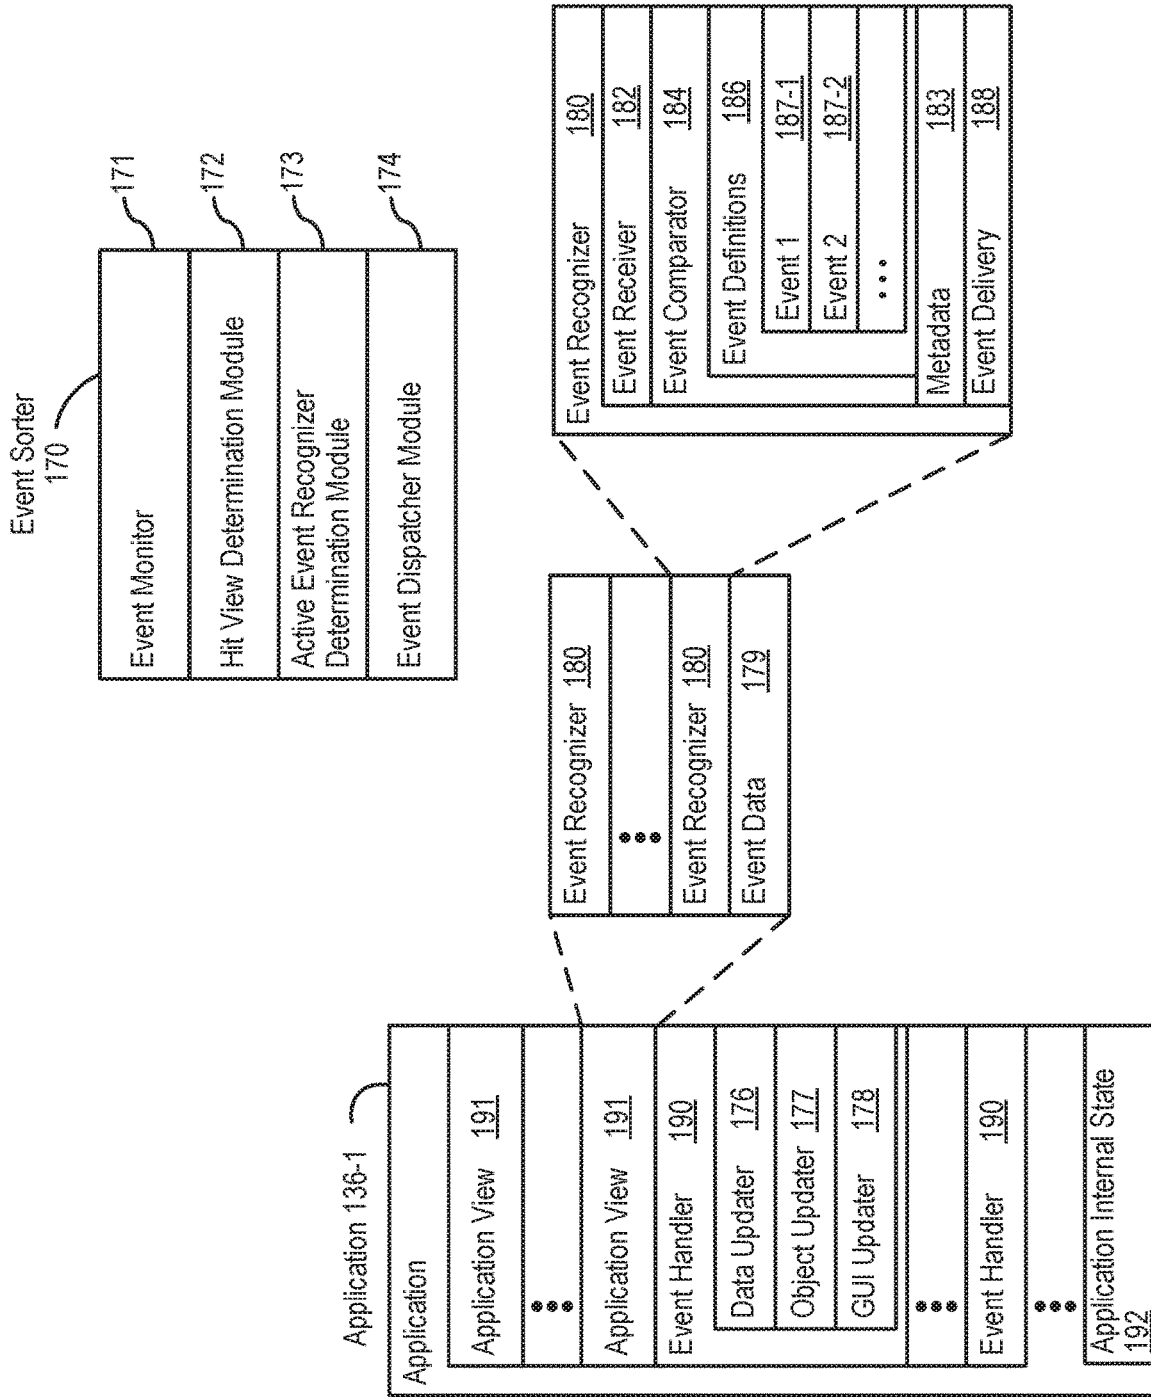 Event Sorter
170
Event Monitor
171
Hit View Determination Module
172
Active Event Recognizer
Determination Module
173
Event Dispatcher Module
174
Application 136-1
Application
Application View 191
•••
Application View 191
Event Handler 190
Data Updater 176
Object Updater 177
GUI Updater 178
•••
Event Handler 190
•••
Application Internal State
192
Event Recognizer 180
•••
Event Recognizer 180
Event Data 179
Event Recognizer 180
Event Receiver 182
Event Comparator 184
Event Definitions 186
Event 1 187-1
Event 2 187-2
•••
Metadata 183
Event Delivery 188